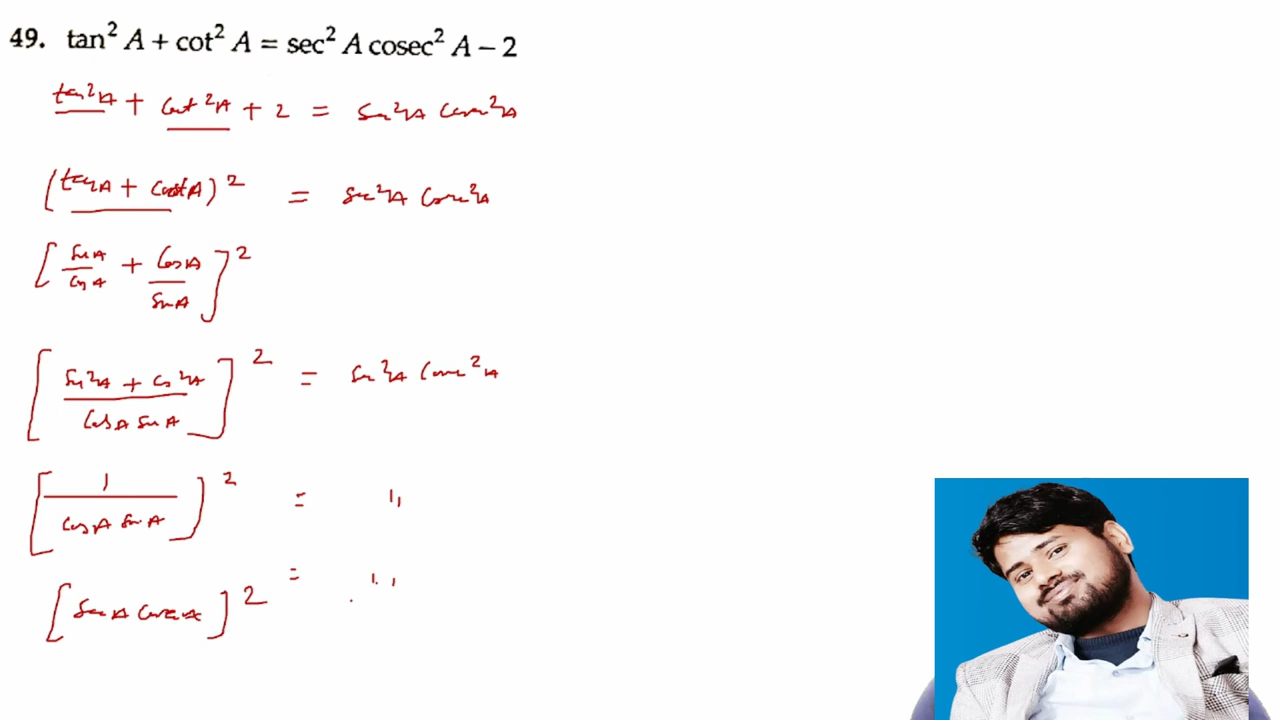 49. tan² A + cot² A = sec² A cosec² A – 2
tan²A + cot²A + 2 = sec²A cosec²A
(tanA + cotA)² = sec²A cosec²A
[sinA/cosA + cosA/sinA]²
[sin²A + cos²A / cosA sinA]² = sec²A cosec²A
[1 / cosA sinA]² = "
[secA cosecA]² = "